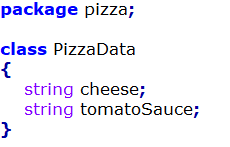 package pizza;
class PizzaData
{
string cheese;
string tomatoSauce;
}